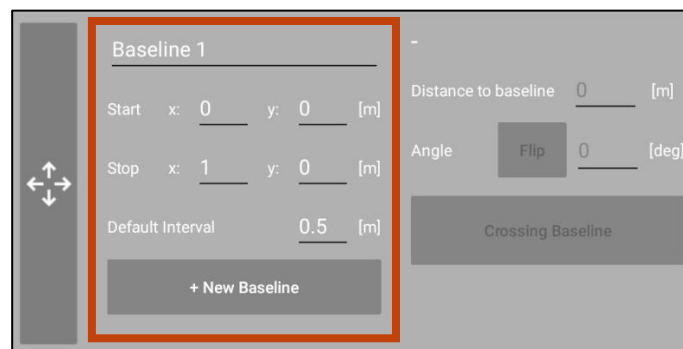 Baseline 1
Start x: 0 y: 0 [m]
Stop x: 1 y: 0 [m]
Default Interval 0.5 [m]
+ New Baseline
-
Distance to baseline 0 [m]
Angle Flip 0 [deg]
Crossing Baseline